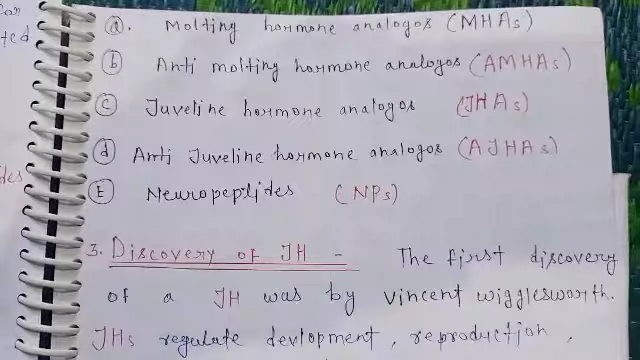 ⓐ. Molting hormone analogos (MHAs)
ⓑ Anti molting hormone analogos (AMHAs)
ⓒ Juveline hormone analogos (JHAs)
ⓓ Anti Juveline hormone analogos (AJHAs)
Ⓔ Neuropeptides (NPs)
3. Discovery of JH - The first discovery
of a JH was by Vincent wigglesworth.
JHs regulate devlopment, reproduction,